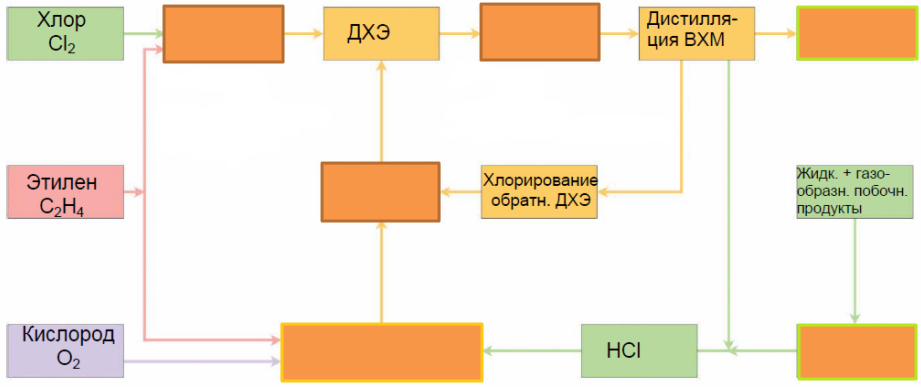 Хлор
Cl2
ДХЭ
Дистилля-
ция ВХМ
Этилен
C2H4
Хлорирование
обратн. ДХЭ
Жидк. + газо-
образн. побочн.
продукты
Кислород
O2
HCl